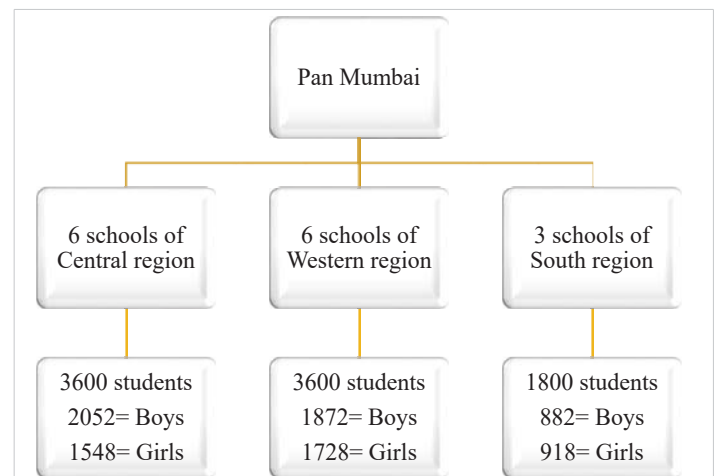 Pan Mumbai
6 schools of
Central region
6 schools of
Western region
3 schools of
South region
3600 students
2052= Boys
1548= Girls
3600 students
1872= Boys
1728= Girls
1800 students
882= Boys
918= Girls